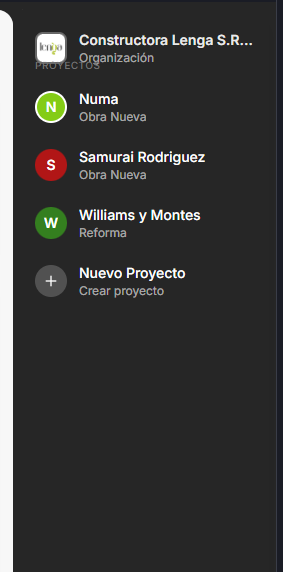 lenga
Constructora Lenga S.R...
Organización
PROYECTOS
N
Numa
Obra Nueva
S
Samurai Rodriguez
Obra Nueva
W
Williams y Montes
Reforma
+
Nuevo Proyecto
Crear proyecto